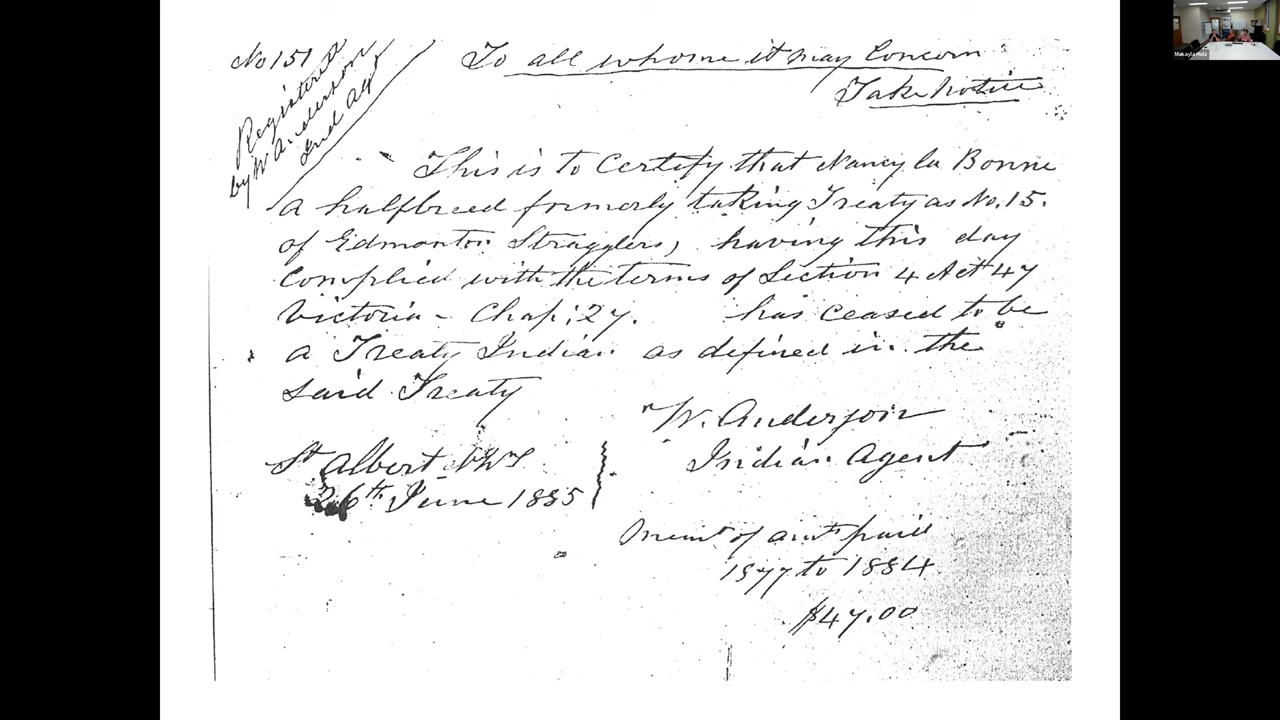 No 151
Registered
by W Anderson
Ind Agt
To all whome it may Concern
Take Notice
This is to Certify that Nancy la Bonne
a halfbreed formerly taking Treaty as No. 15.
of Edmonton Stragglers, having this day
Complied with the terms of Section 4 Act 47
Victoria - Chap; 27. has ceased to be
a Treaty Indian as defined in the
said Treaty
W. Anderson
Indian Agent
St Albert NWT
26th June 1885
Memt of amt paid
1877 to 1884
$47.00
Makayla Holz